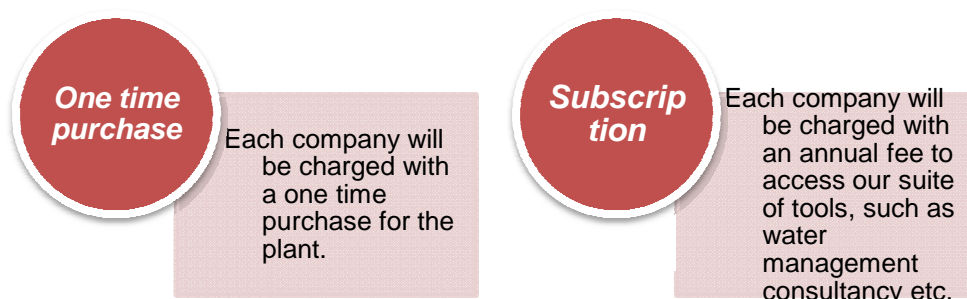 One time
purchase
Each company will
be charged with
a one time
purchase for the
plant.
Subscrip
tion
Each company will
be charged with
an annual fee to
access our suite
of tools, such as
water
management
consultancy etc.